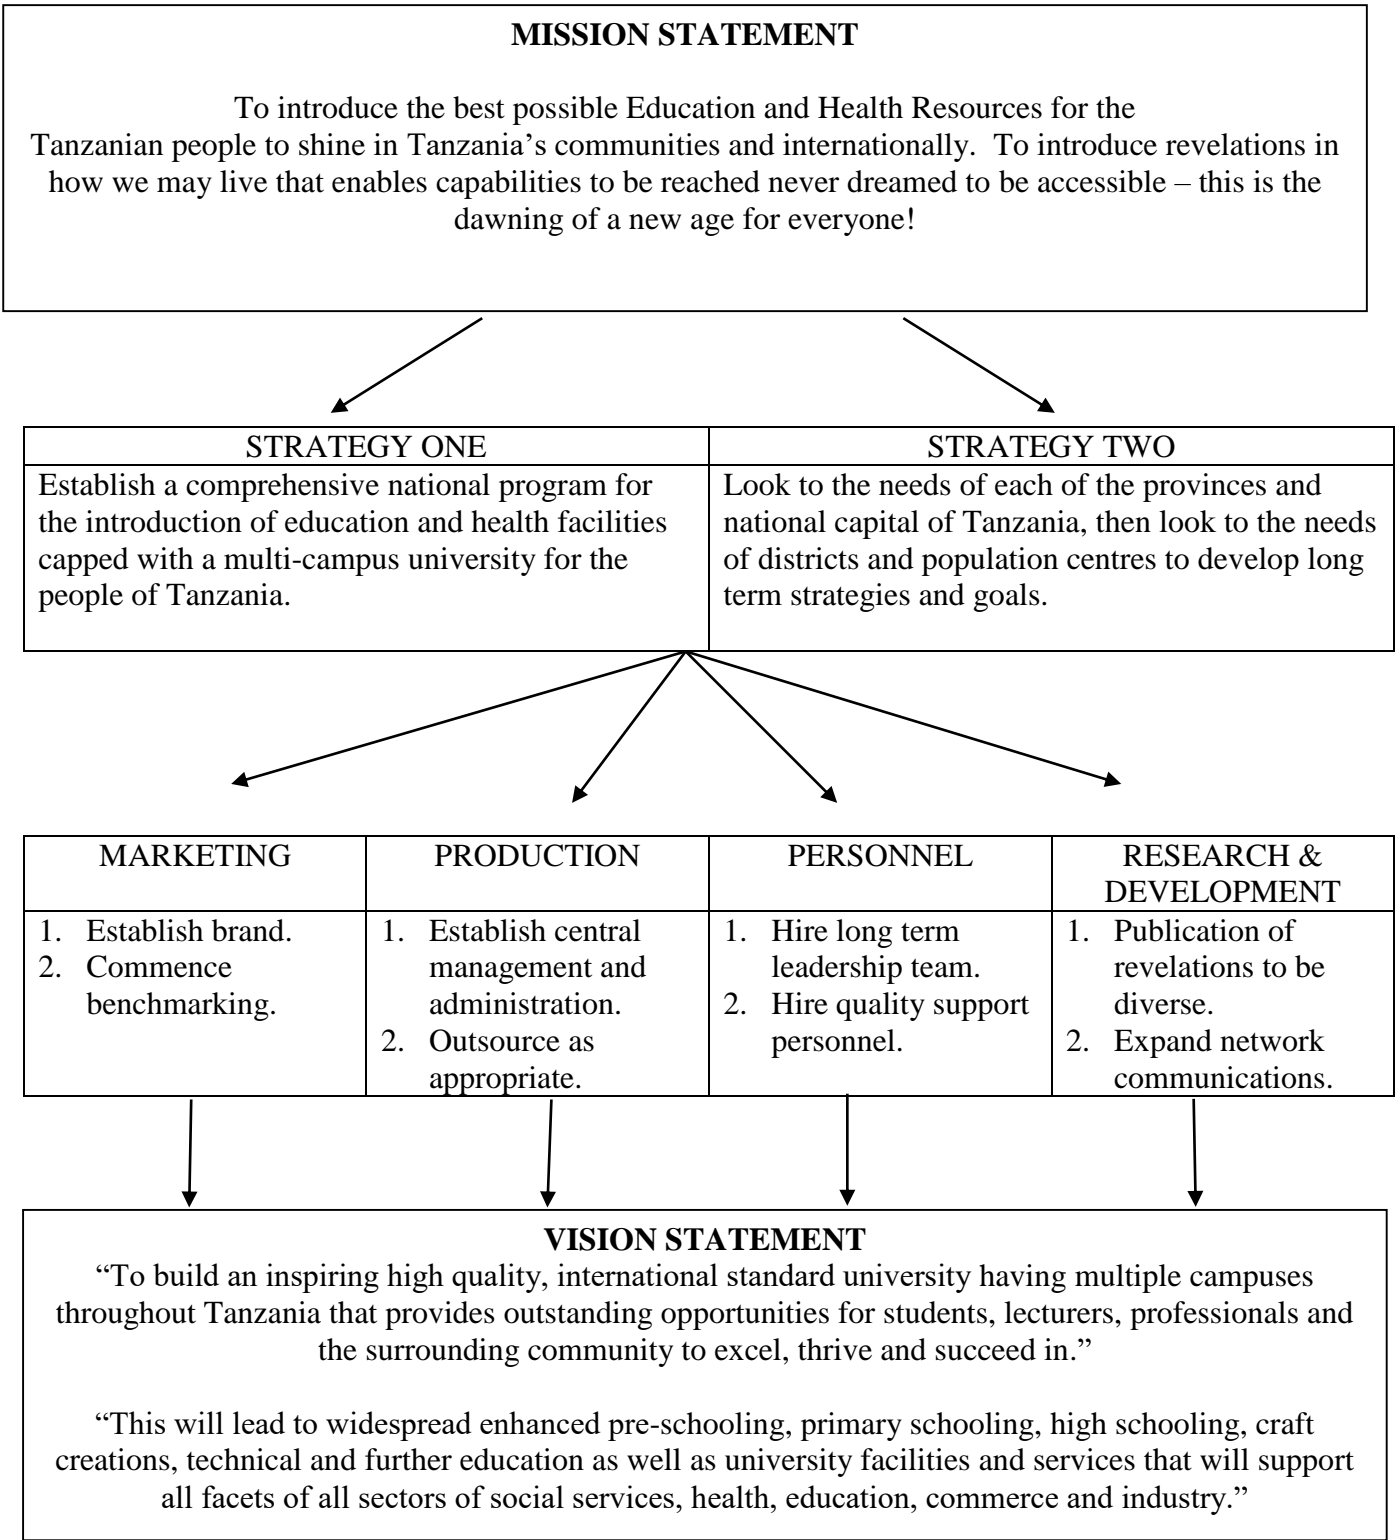 MISSION STATEMENT
To introduce the best possible Education and Health Resources for the
Tanzanian people to shine in Tanzania’s communities and internationally.  To introduce revelations in
how we may live that enables capabilities to be reached never dreamed to be accessible – this is the
dawning of a new age for everyone!
STRATEGY ONE
Establish a comprehensive national program for
the introduction of education and health facilities
capped with a multi-campus university for the
people of Tanzania.
STRATEGY TWO
Look to the needs of each of the provinces and
national capital of Tanzania, then look to the needs
of districts and population centres to develop long
term strategies and goals.
MARKETING
1. Establish brand.
2. Commence
benchmarking.
PRODUCTION
1. Establish central
management and
administration.
2. Outsource as
appropriate.
PERSONNEL
1. Hire long term
leadership team.
2. Hire quality support
personnel.
RESEARCH &
DEVELOPMENT
1. Publication of
revelations to be
diverse.
2. Expand network
communications.
VISION STATEMENT
“To build an inspiring high quality, international standard university having multiple campuses
throughout Tanzania that provides outstanding opportunities for students, lecturers, professionals and
the surrounding community to excel, thrive and succeed in.”
“This will lead to widespread enhanced pre-schooling, primary schooling, high schooling, craft
creations, technical and further education as well as university facilities and services that will support
all facets of all sectors of social services, health, education, commerce and industry.”